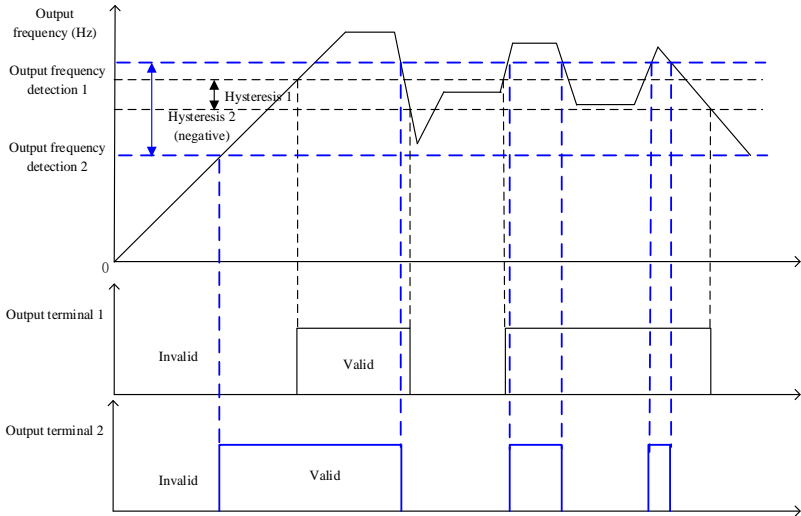 Output
frequency (Hz)
Output frequency
detection 1
Hysteresis 1
Hysteresis 2
(negative)
Output frequency
detection 2
0
Output terminal 1
Invalid
Valid
Output terminal 2
Invalid
Valid